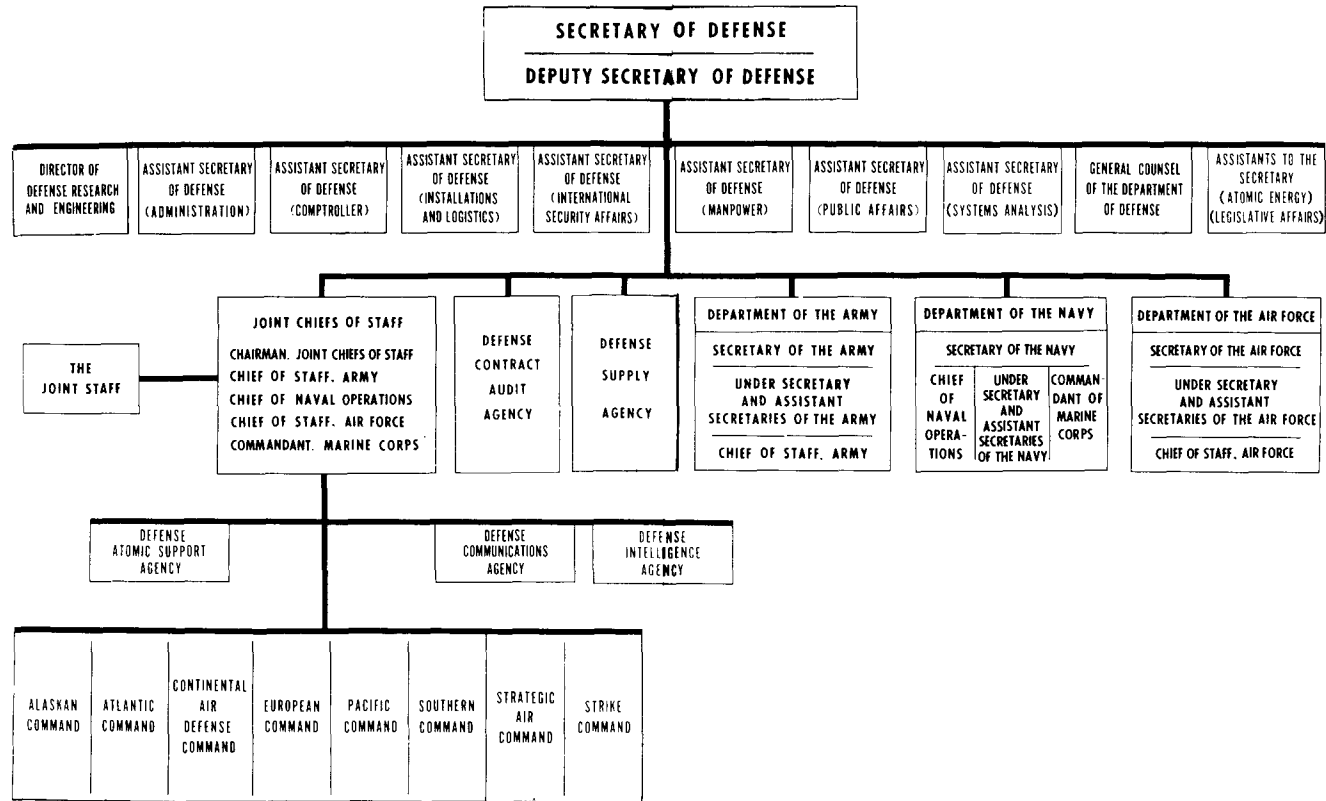 SECRETARY OF DEFENSE
DEPUTY SECRETARY OF DEFENSE
DIRECTOR OF
DEFENSE RESEARCH
AND ENGINEERING
ASSISTANT SECRETARY
OF DEFENSE
(ADMINISTRATION)
ASSISTANT SECRETARY
OF DEFENSE
(COMPTROLLER)
ASSISTANT SECRETARY
OF DEFENSE
(INSTALLATIONS
AND LOGISTICS)
ASSISTANT SECRETARY
OF DEFENSE
(INTERNATIONAL
SECURITY AFFAIRS)
ASSISTANT SECRETARY
OF DEFENSE
(MANPOWER)
ASSISTANT SECRETARY
OF DEFENSE
(PUBLIC AFFAIRS)
ASSISTANT SECRETARY
OF DEFENSE
(SYSTEMS ANALYSIS)
GENERAL COUNSEL
OF THE DEPARTMENT
OF DEFENSE
ASSISTANTS TO THE
SECRETARY
(ATOMIC ENERGY)
(LEGISLATIVE AFFAIRS)
THE
JOINT STAFF
JOINT CHIEFS OF STAFF
CHAIRMAN. JOINT CHIEFS OF STAFF
CHIEF OF STAFF. ARMY
CHIEF OF NAVAL OPERATIONS
CHIEF OF STAFF. AIR FORCE
COMMANDANT. MARINE CORPS
DEFENSE
CONTRACT
AUDIT
AGENCY
DEFENSE
SUPPLY
AGENCY
DEPARTMENT OF THE ARMY
SECRETARY OF THE ARMY
UNDER SECRETARY
AND ASSISTANT
SECRETARIES OF THE ARMY
CHIEF OF STAFF. ARMY
DEPARTMENT OF THE NAVY
SECRETARY OF THE NAVY
CHIEF
OF
NAVAL
OPERA-
TIONS
UNDER
SECRETARY
AND
ASSISTANT
SECRETARIES
OF THE NAVY
COMMAN-
DANT OF
MARINE
CORPS
DEPARTMENT OF THE AIR FORCE
SECRETARY OF THE AIR FORCE
UNDER SECRETARY
AND ASSISTANT
SECRETARIES OF THE AIR FORCE
CHIEF OF STAFF. AIR FORCE
DEFENSE
ATOMIC SUPPORT
AGENCY
DEFENSE
COMMUNICATIONS
AGENCY
DEFENSE
INTELLIGENCE
AGENCY
ALASKAN
COMMAND
ATLANTIC
COMMAND
CONTINENTAL
AIR
DEFENSE
COMMAND
EUROPEAN
COMMAND
PACIFIC
COMMAND
SOUTHERN
COMMAND
STRATEGIC
AIR
COMMAND
STRIKE
COMMAND